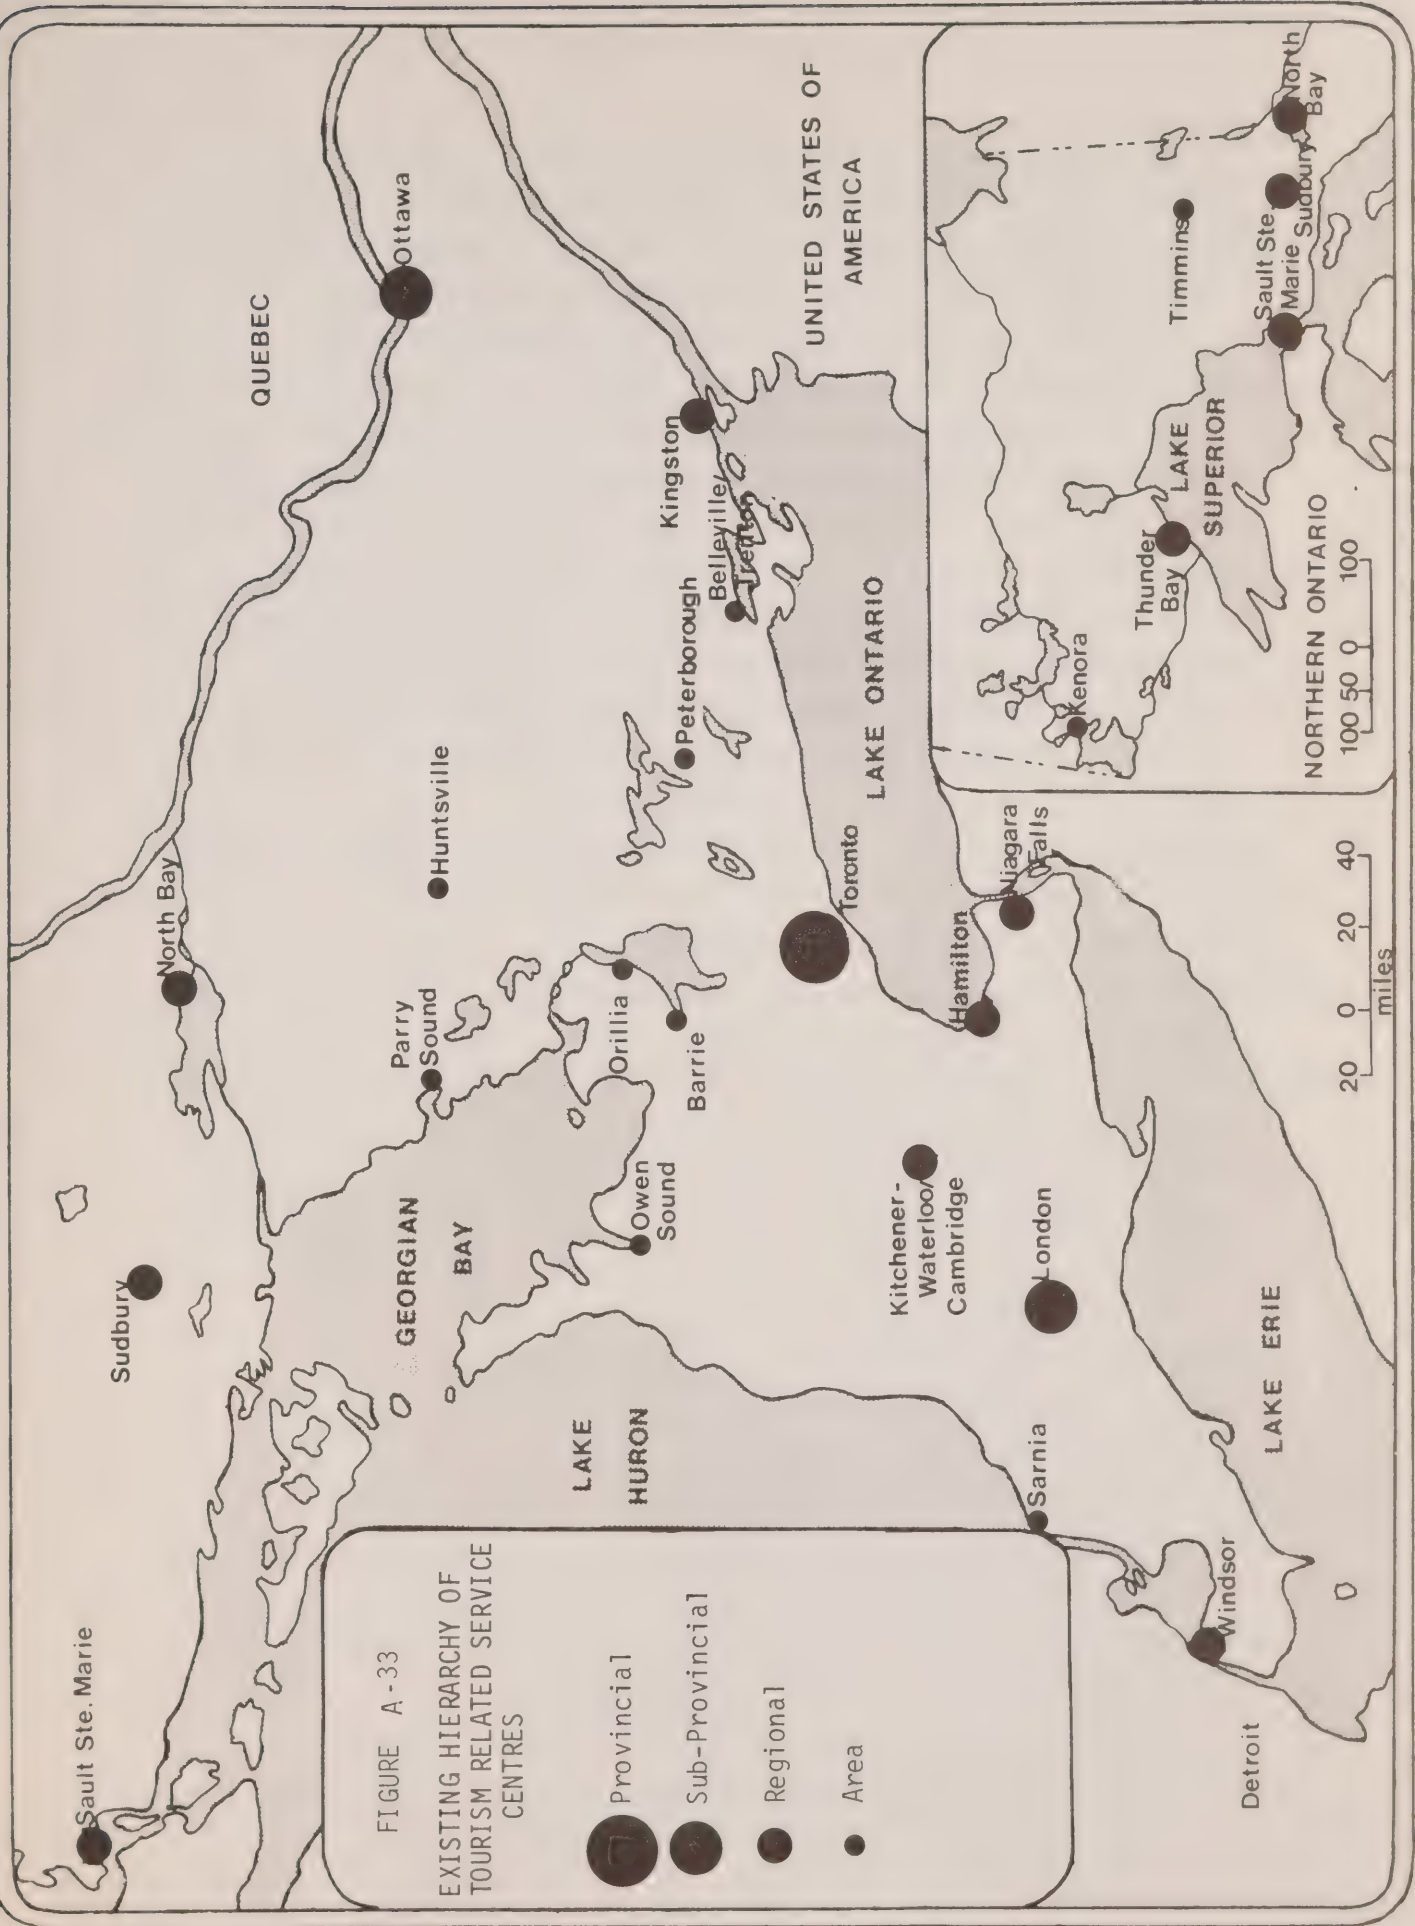 FIGURE A-33
EXISTING HIERARCHY OF
TOURISM RELATED SERVICE
CENTRES
Provincial
Sub-Provincial
Regional
Area
Sault Ste. Marie
Sudbury
North Bay
QUEBEC
Ottawa
GEORGIAN
BAY
Parry
Sound
Huntsville
LAKE
HURON
Owen
Sound
Orillia
Barrie
Peterborough
Belleville/
Trenton
Kingston
UNITED STATES OF
AMERICA
Toronto
LAKE ONTARIO
Kitchener-
Waterloo/
Cambridge
Hamilton
Niagara
Falls
London
Sarnia
Windsor
Detroit
LAKE ERIE
20 0 20 40
miles
Kenora
Thunder
Bay
LAKE
SUPERIOR
Timmins
Sault Ste.
Marie
Sudbury
North
Bay
NORTHERN ONTARIO
100 50 0 100